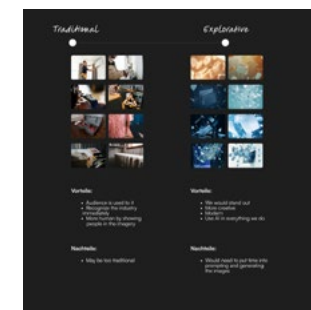 Traditional
Explorative
Vorteile:
Audience is used to it
Recognize the industry
immediately
More human by showing
people in the imagery
Nachteile:
May be too traditional
Vorteile:
We would stand out
More creative
Modern
Use AI in everything we do
Nachteile:
Would need to put time into
prompting and generating
the images